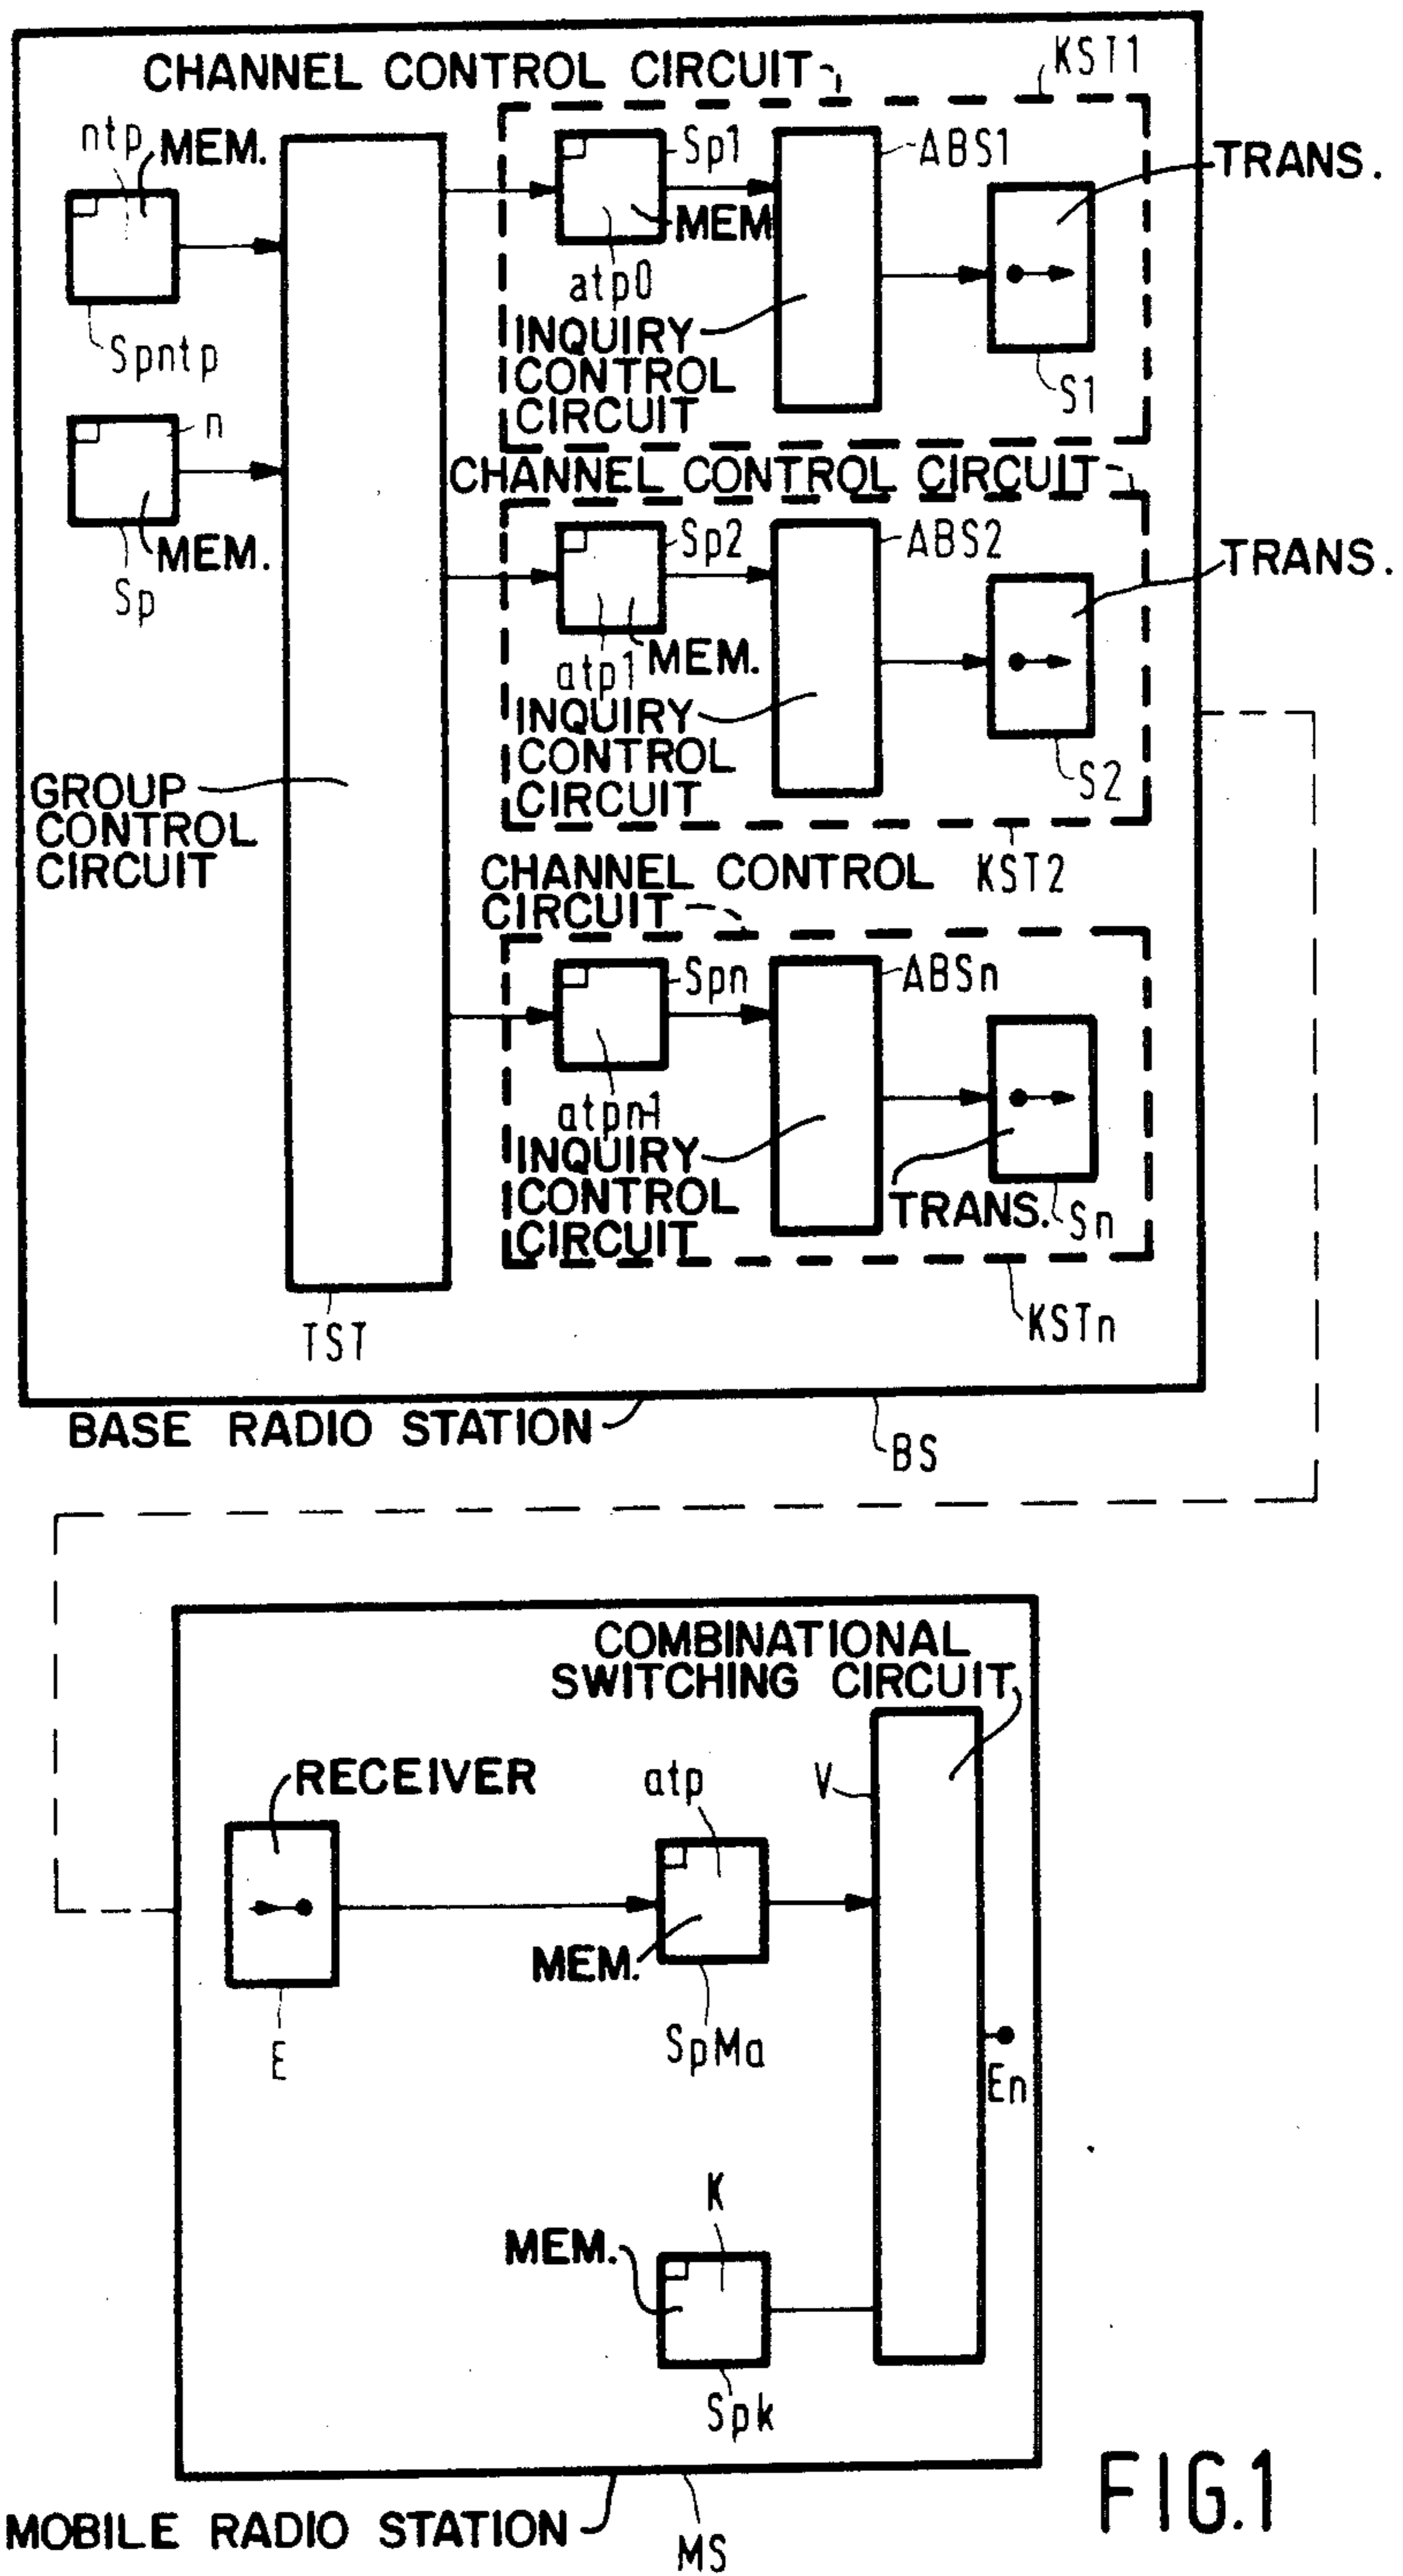 CHANNEL CONTROL CIRCUIT
KST1
ntp
MEM.
Sp1
ABS1
TRANS.
MEM
atp0
INQUIRY
CONTROL
CIRCUIT
Spntp
S1
n
CHANNEL CONTROL CIRCUIT
MEM.
Sp
Sp2
ABS2
TRANS.
atp1
MEM.
INQUIRY
CONTROL
CIRCUIT
S2
GROUP
CONTROL
CIRCUIT
KST2
CHANNEL CONTROL
CIRCUIT
Spn
ABSn
atpn-1
INQUIRY
CONTROL
CIRCUIT
TRANS.
Sn
KSTn
TST
BASE RADIO STATION
BS
COMBINATIONAL
SWITCHING CIRCUIT
RECEIVER
atp
V
MEM.
E
SpMa
En
K
MEM.
Spk
FIG.1
MOBILE RADIO STATION
MS